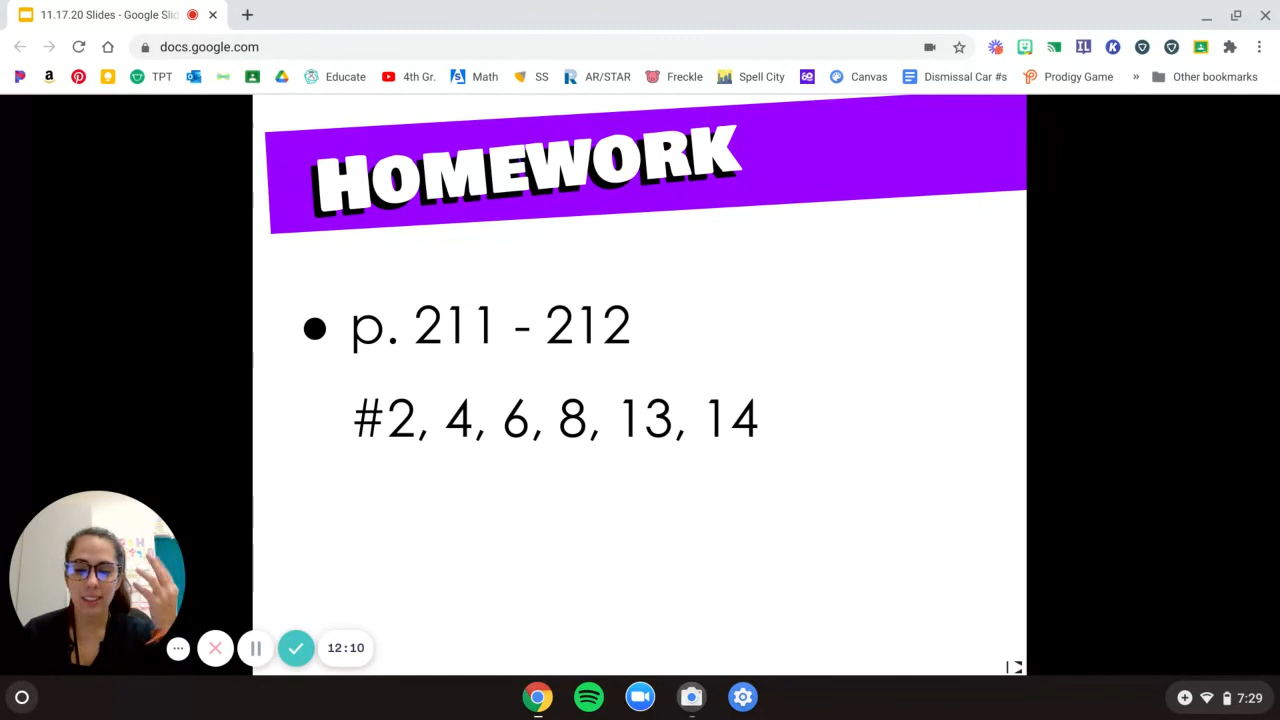 11.17.20 Slides - Google Slid
docs.google.com
TPT
Educate
4th Gr.
Math
SS
AR/STAR
Freckle
Spell City
Canvas
Dismissal Car #s
Prodigy Game
»
Other bookmarks
HOMEWORK
● p. 211 - 212
#2, 4, 6, 8, 13, 14
12:10
7:29